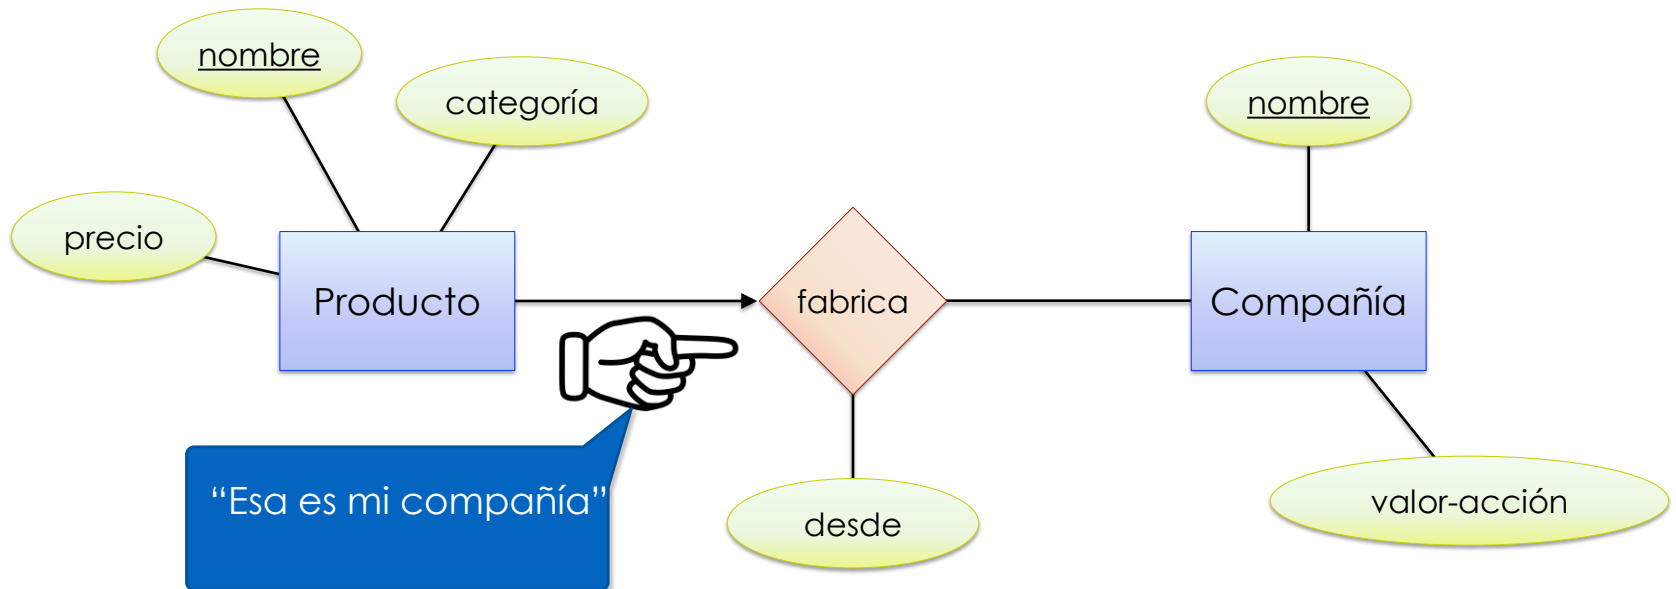 nombre
categoría
nombre
precio
Producto
fabrica
Compañía
“Esa es mi compañía”
desde
valor-acción